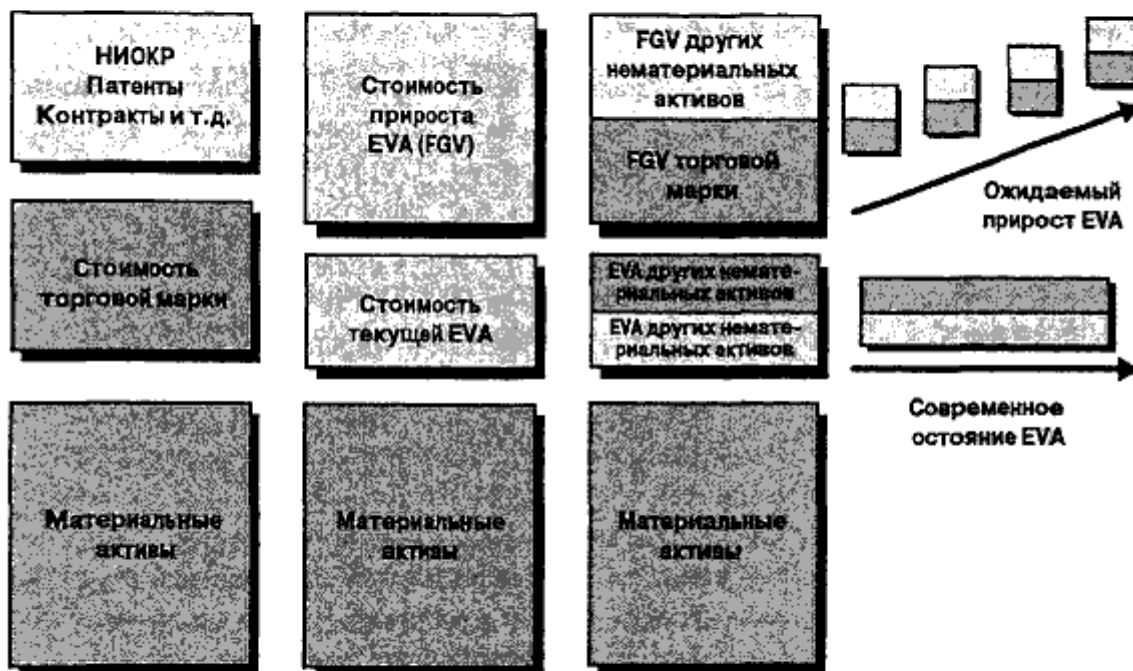 НИОКР
Патенты
Контракты и т.д.
Стоимость
торговой марки
Материальные
активы
Стоимость
прироста
EVA (FGV)
Стоимость
текущей EVA
Материальные
активы
FGV других
нематериальных
активов
FGV торговой
марки
EVA других немате-
риальных активов
EVA других немате-
риальных активов
Материальные
активы
Ожидаемый
прирост EVA
Современное
остояние EVA